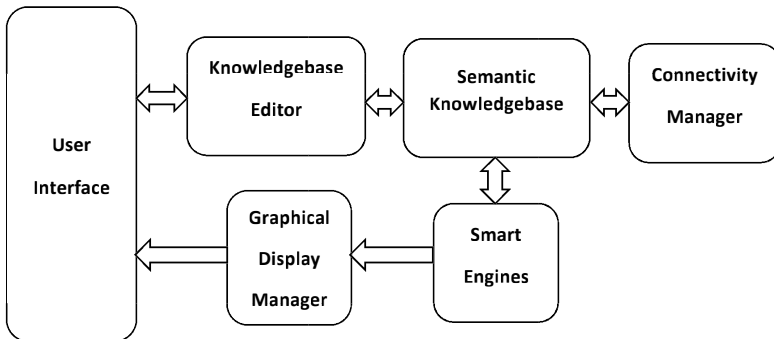 User
Interface
Knowledgebase
Editor
Semantic
Knowledgebase
Connectivity
Manager
Graphical
Display
Manager
Smart
Engines